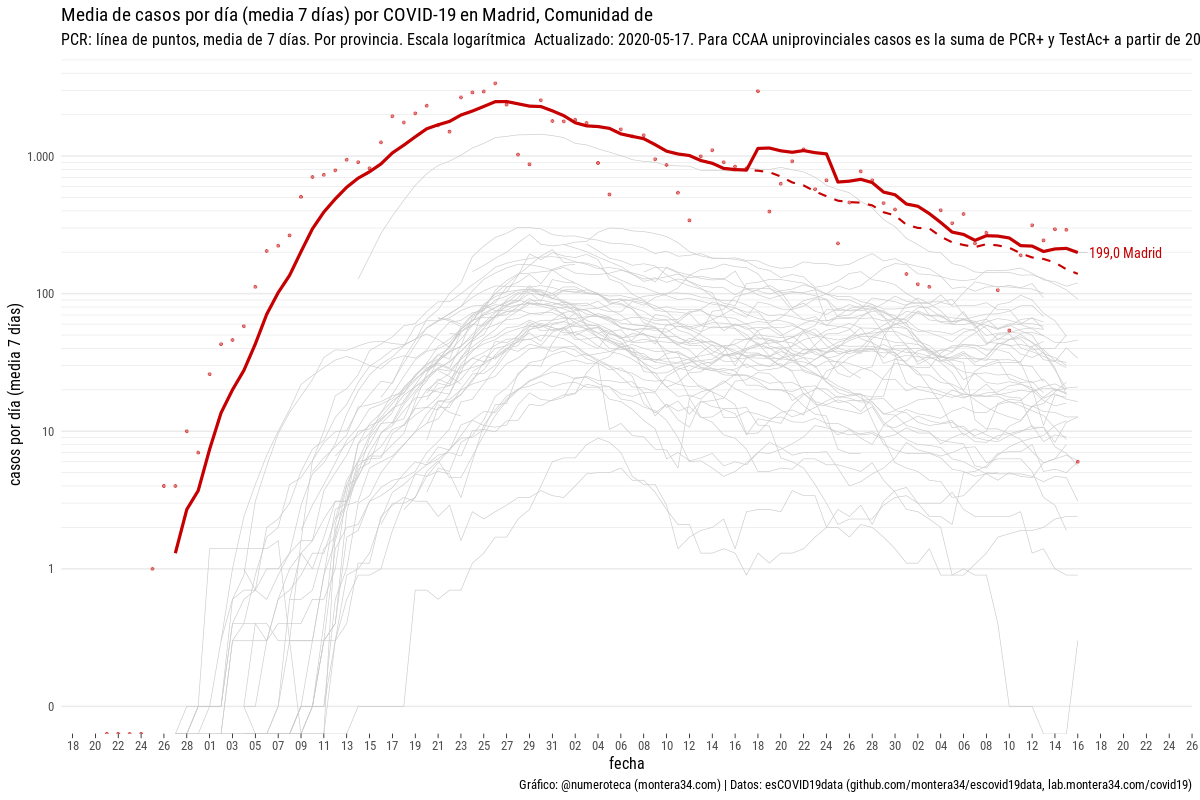 Media de casos por día (media 7 días) por COVID-19 en Madrid, Comunidad de
PCR: línea de puntos, media de 7 días. Por provincia. Escala logarítmica  Actualizado: 2020-05-17. Para CCAA uniprovinciales casos es la suma de PCR+ y TestAc+ a partir de 20
casos por día (media 7 días)
1.000
100
10
1
0
199,0 Madrid
18 20 22 24 26 28 01 03 05 07 09 11 13 15 17 19 21 23 25 27 29 31 02 04 06 08 10 12 14 16 18 20 22 24 26 28 30 02 04 06 08 10 12 14 16 18 20 22 24 26
fecha
Gráfico: @numeroteca (montera34.com) | Datos: esCOVID19data (github.com/montera34/escovid19data, lab.montera34.com/covid19)